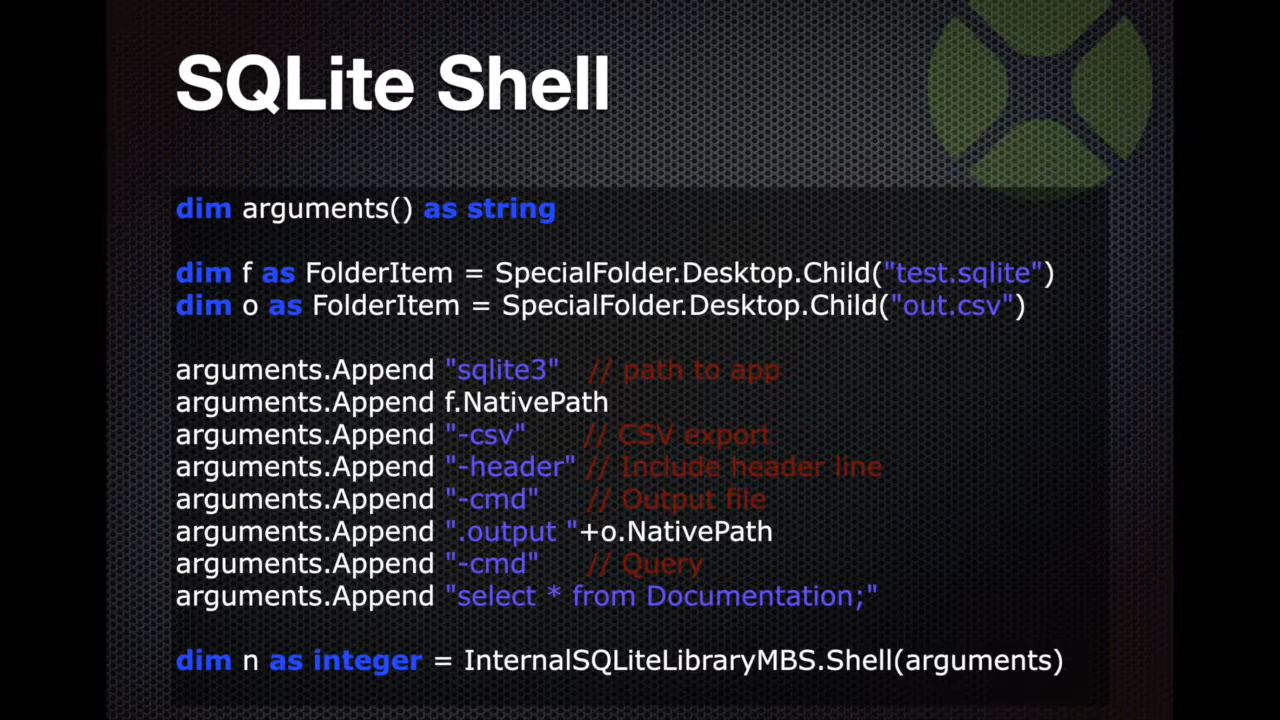 SQLite Shell
dim arguments() as string
dim f as FolderItem = SpecialFolder.Desktop.Child("test.sqlite")
dim o as FolderItem = SpecialFolder.Desktop.Child("out.csv")
arguments.Append "sqlite3" // path to app
arguments.Append f.NativePath
arguments.Append "-csv" // CSV export
arguments.Append "-header" // Include header line
arguments.Append "-cmd" // Output file
arguments.Append ".output "+o.NativePath
arguments.Append "-cmd" // Query
arguments.Append "select * from Documentation;"
dim n as integer = InternalSQLiteLibraryMBS.Shell(arguments)